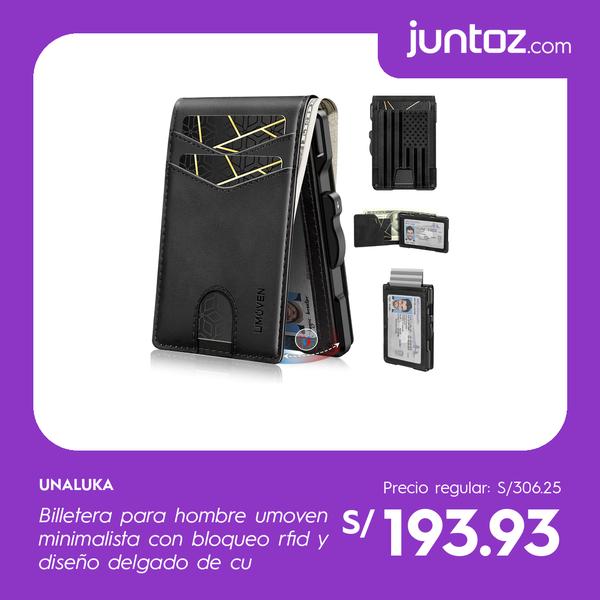 juntoz.com
UMOVEN
UNALUKA
Billetera para hombre umoven
minimalista con bloqueo rfid y
diseño delgado de cu
Precio regular: S/306.25
S/193.93